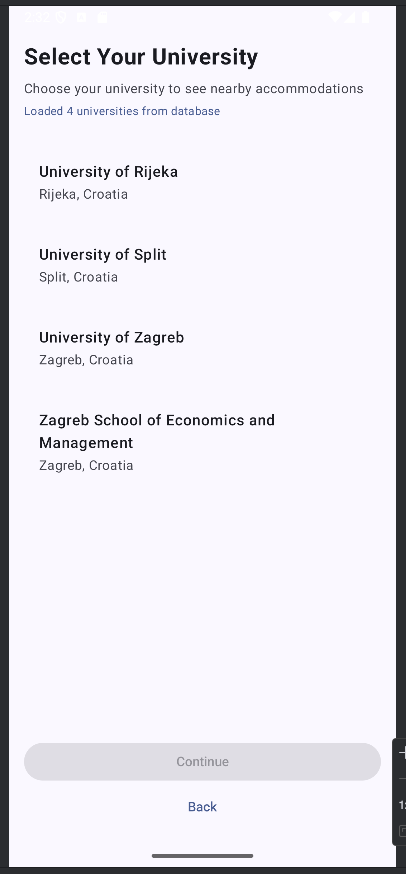 Select Your University
Choose your university to see nearby accommodations
Loaded 4 universities from database
University of Rijeka
Rijeka, Croatia
University of Split
Split, Croatia
University of Zagreb
Zagreb, Croatia
Zagreb School of Economics and
Management
Zagreb, Croatia
Continue
Back